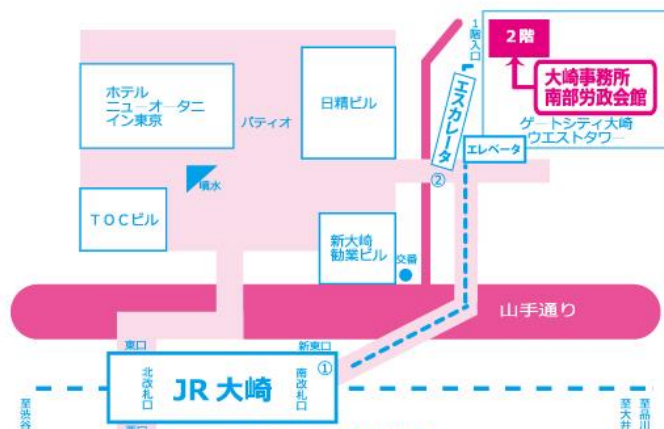 1階入口
2階
大崎事務所
南部労政会館
ゲートシティ大崎
ウエストタワー
エスカレータ
エレベータ
②
ホテル
ニューオータニ
イン東京
パティオ
日精ビル
噴水
TOCビル
新大崎
勧業ビル
交番
山手通り
東口
新東口
①
北改札口
JR 大崎
南改札口
至渋谷
至大井
至品川